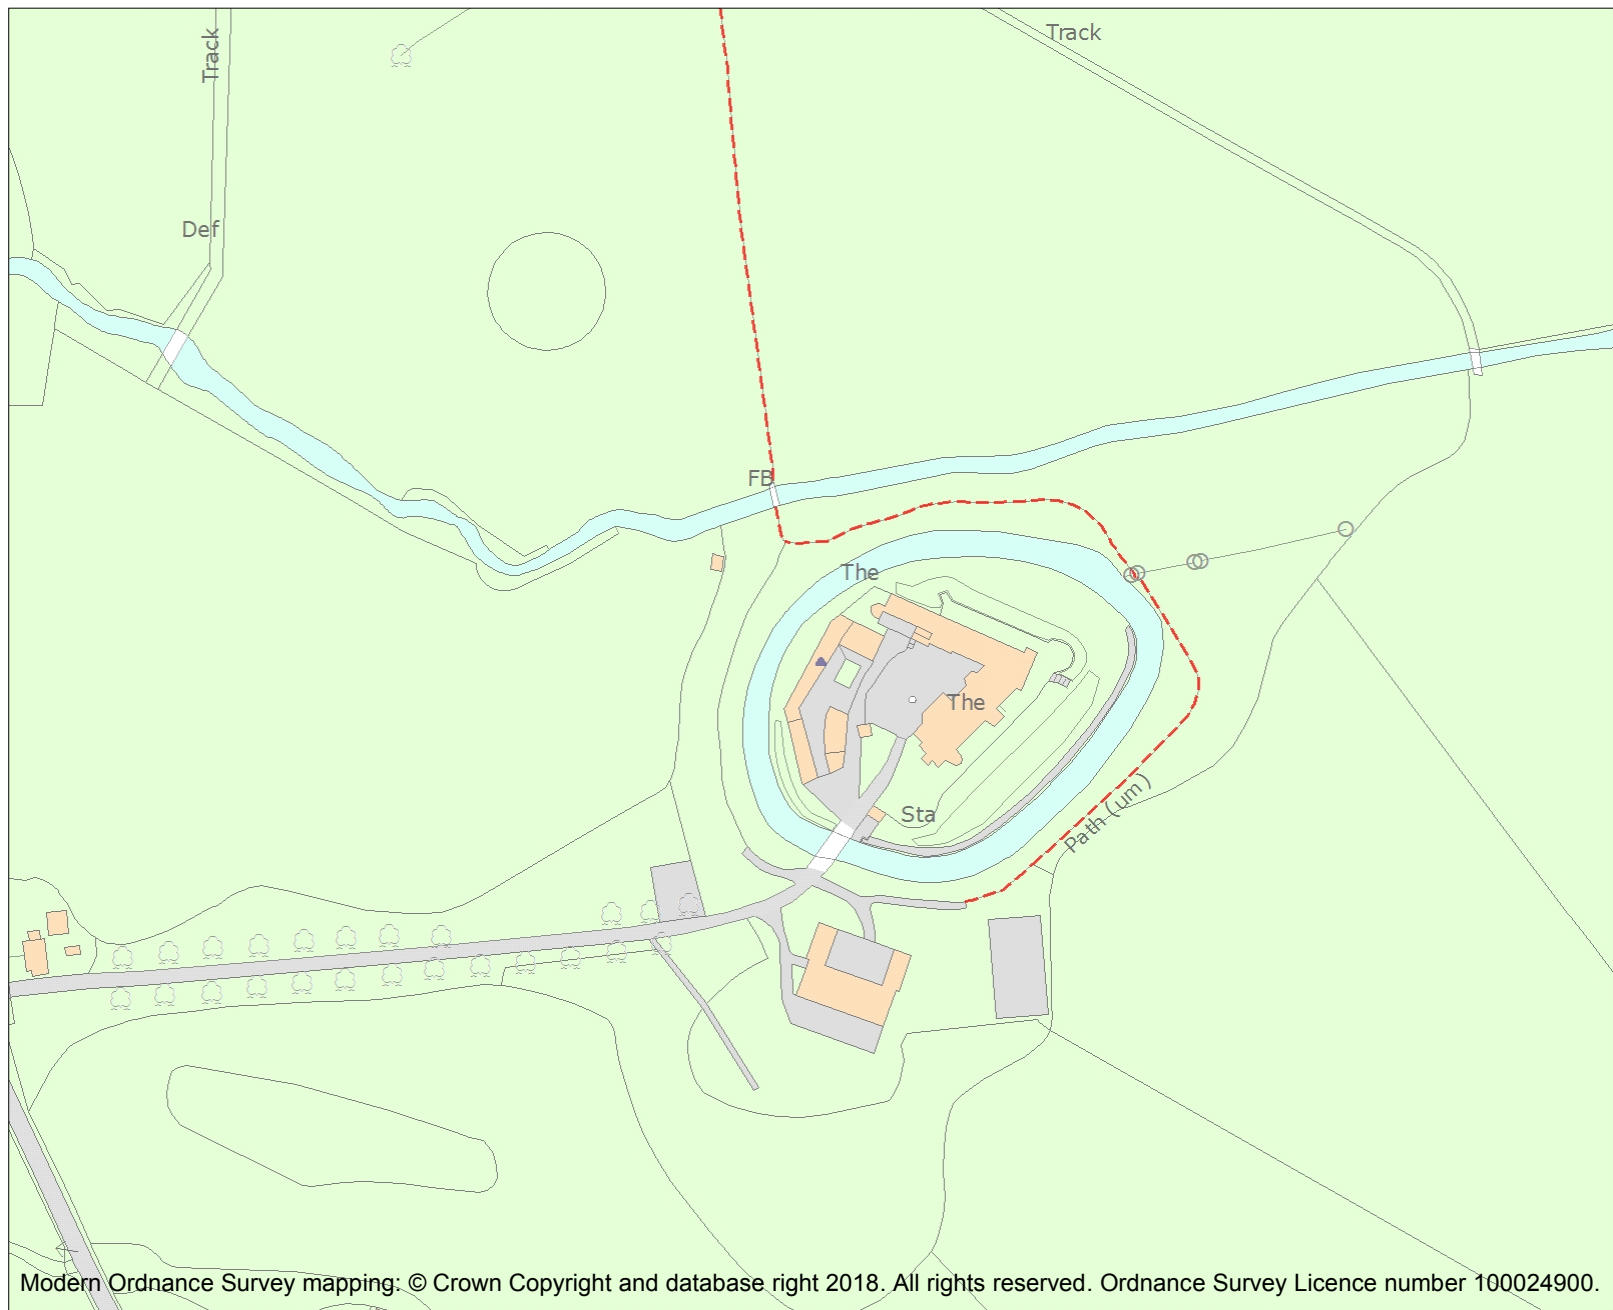 Track
Track
Def
FB
The
The
Sta
Path (um)
Modern Ordnance Survey mapping: © Crown Copyright and database right 2018. All rights reserved. Ordnance Survey Licence number 100024900.